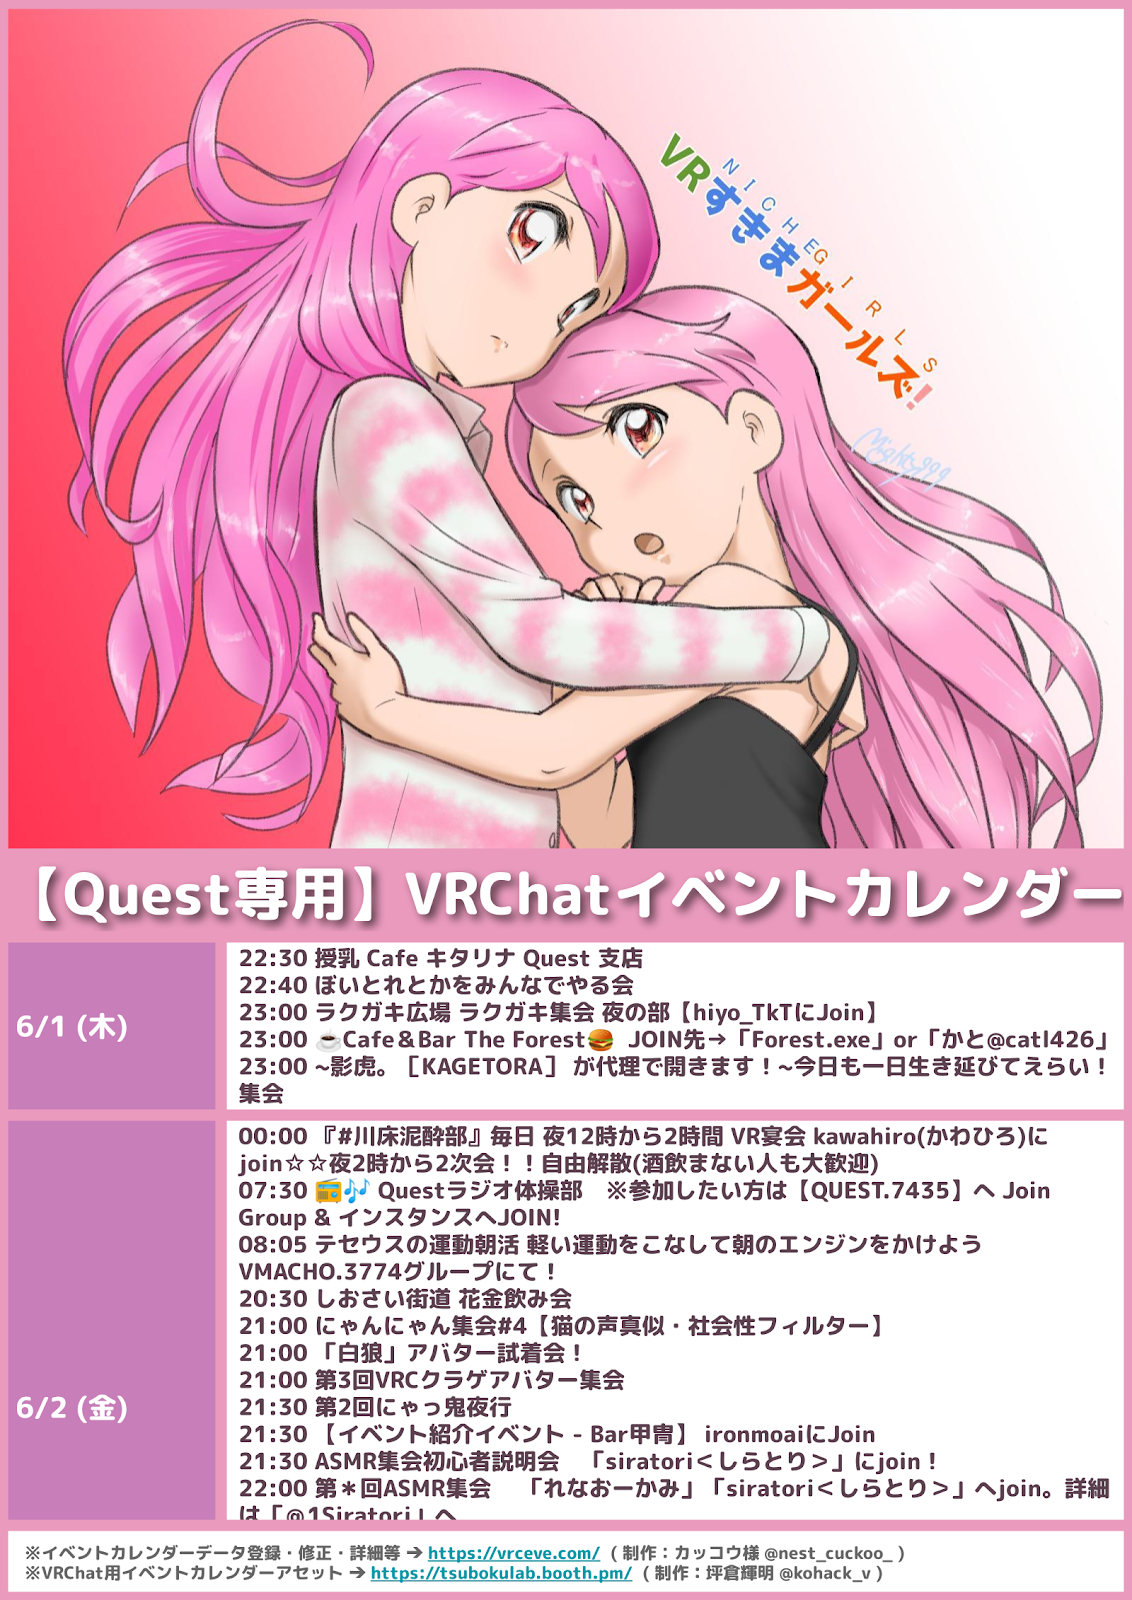 VRすきまガールズ!
NICHEGIRLS
Mighty999
【Quest専用】VRChatイベントカレンダー
6/1 (木)
22:30 授乳 Cafe キタリナ Quest 支店
22:40 ぼいとれとかをみんなでやる会
23:00 ラクガキ広場 ラクガキ集会 夜の部【hiyo_TkTにJoin】
23:00 ☕Cafe&Bar The Forest🍔 JOIN先→「Forest.exe」or「かと@catl426」
23:00 ~影虎。［KAGETORA］ が代理で開きます！~今日も一日生き延びてえらい！
集会
6/2 (金)
00:00 『#川床泥酔部』毎日 夜12時から2時間 VR宴会 kawahiro(かわひろ)に
join☆☆夜2時から2次会！！自由解散(酒飲まない人も大歓迎)
07:30 📻🎶 Questラジオ体操部　※参加したい方は【QUEST.7435】へ Join
Group & インスタンスへJOIN!
08:05 テセウスの運動朝活 軽い運動をこなして朝のエンジンをかけよう
VMACHO.3774グループにて！
20:30 しおさい街道 花金飲み会
21:00 にゃんにゃん集会#4【猫の声真似・社会性フィルター】
21:00 「白狼」アバター試着会！
21:00 第3回VRCクラゲアバター集会
21:30 第2回にゃっ鬼夜行
21:30 【イベント紹介イベント - Bar甲冑】 ironmoaiにJoin
21:30 ASMR集会初心者説明会　「siratori＜しらとり＞」にjoin！
22:00 第＊回ASMR集会　「れなおーかみ」「siratori＜しらとり＞」へjoin。詳細
は「@1Siratori」へ
※イベントカレンダーデータ登録・修正・詳細等 → https://vrceve.com/ ( 制作：カッコウ様 @nest_cuckoo_ )
※VRChat用イベントカレンダーアセット → https://tsubokulab.booth.pm/ ( 制作：坪倉輝明 @kohack_v )